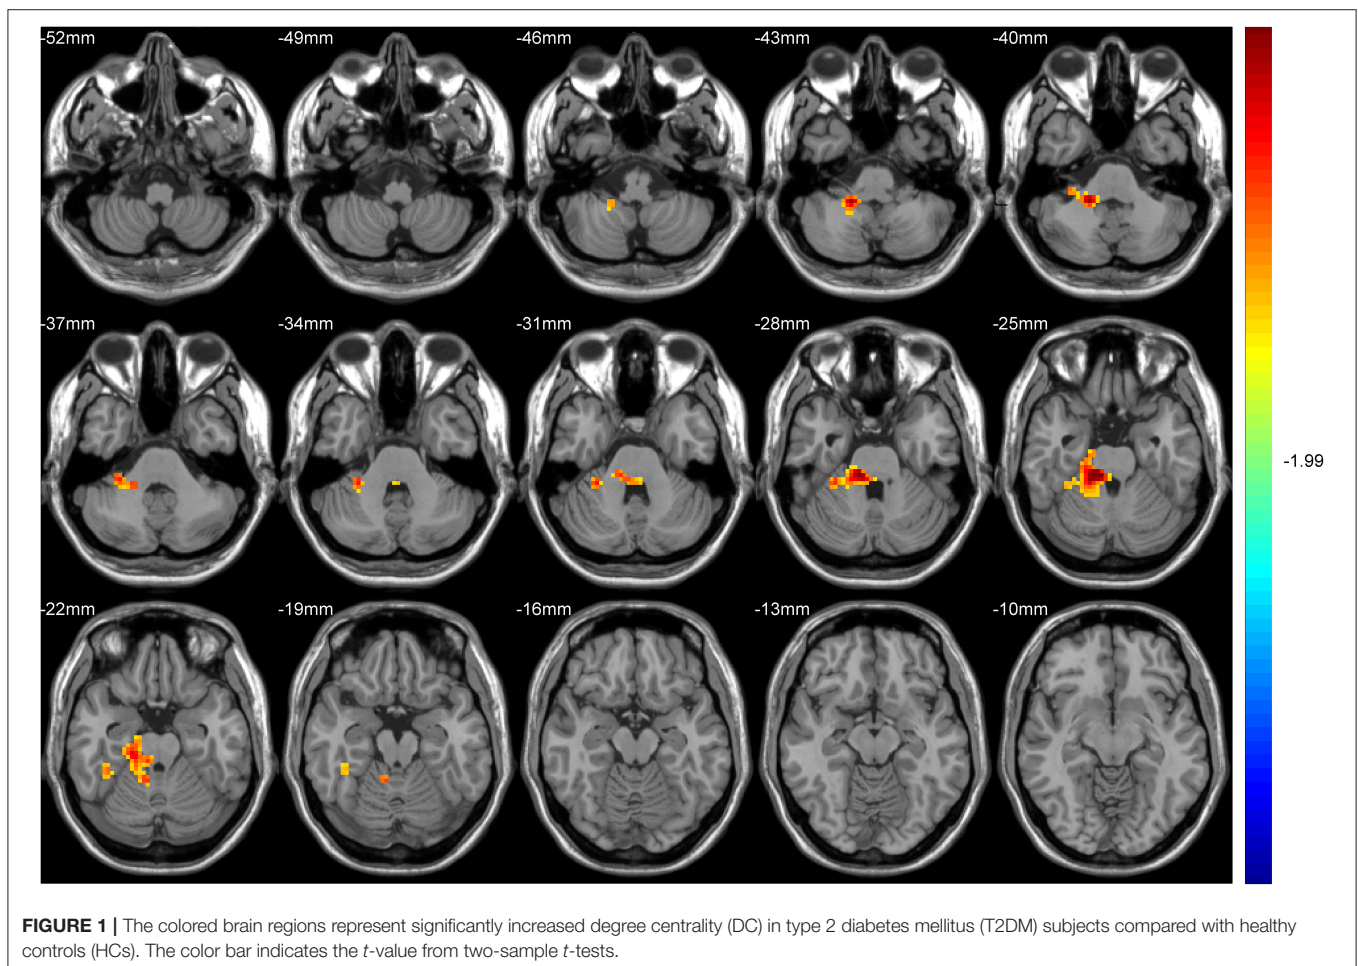 -52mm -49mm -46mm -43mm -40mm
-37mm -34mm -31mm -28mm -25mm
-1.99
-22mm -19mm -16mm -13mm -10mm
FIGURE 1 | The colored brain regions represent significantly increased degree centrality (DC) in type 2 diabetes mellitus (T2DM) subjects compared with healthy
controls (HCs). The color bar indicates the t-value from two-sample t-tests.